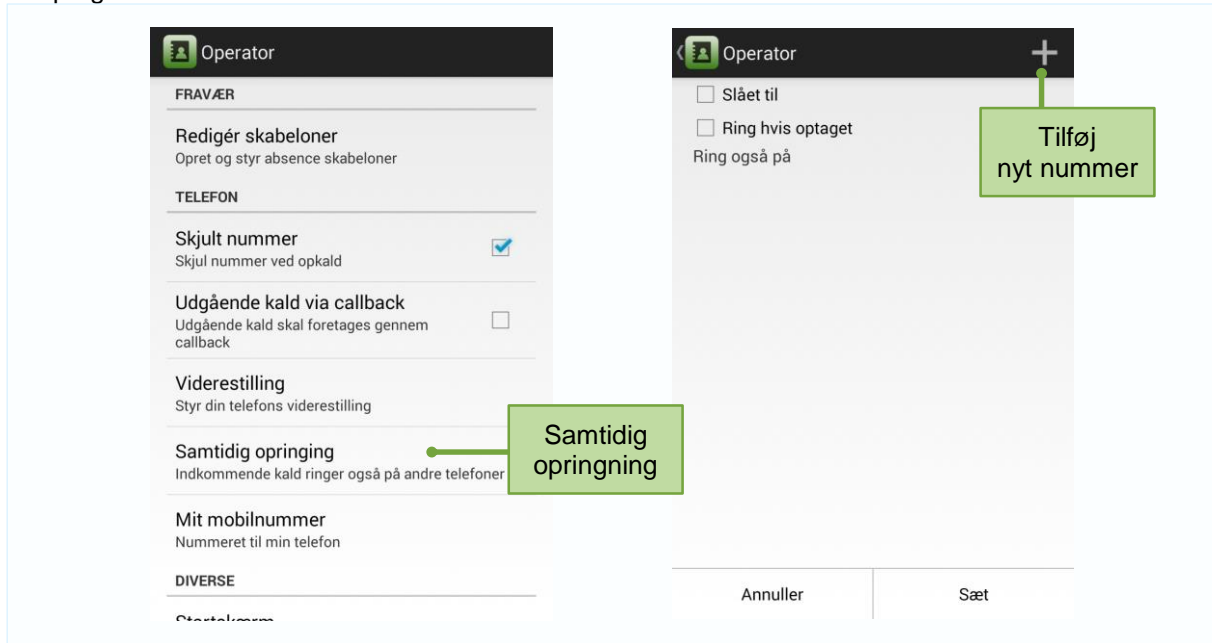 Operator
FRAVÆR
Redigér skabeloner
Opret og styr absence skabeloner
TELEFON
Skjult nummer
Skjul nummer ved opkald
Udgående kald via callback
Udgående kald skal foretages gennem
callback
Viderestilling
Styr din telefons viderestilling
Samtidig opringing
Indkommende kald ringer også på andre telefoner
Mit mobilnummer
Nummeret til min telefon
DIVERSE
Samtidig
opringning
Operator
Slået til
Ring hvis optaget
Ring også på
Tilføj
nyt nummer
Annuller
Sæt